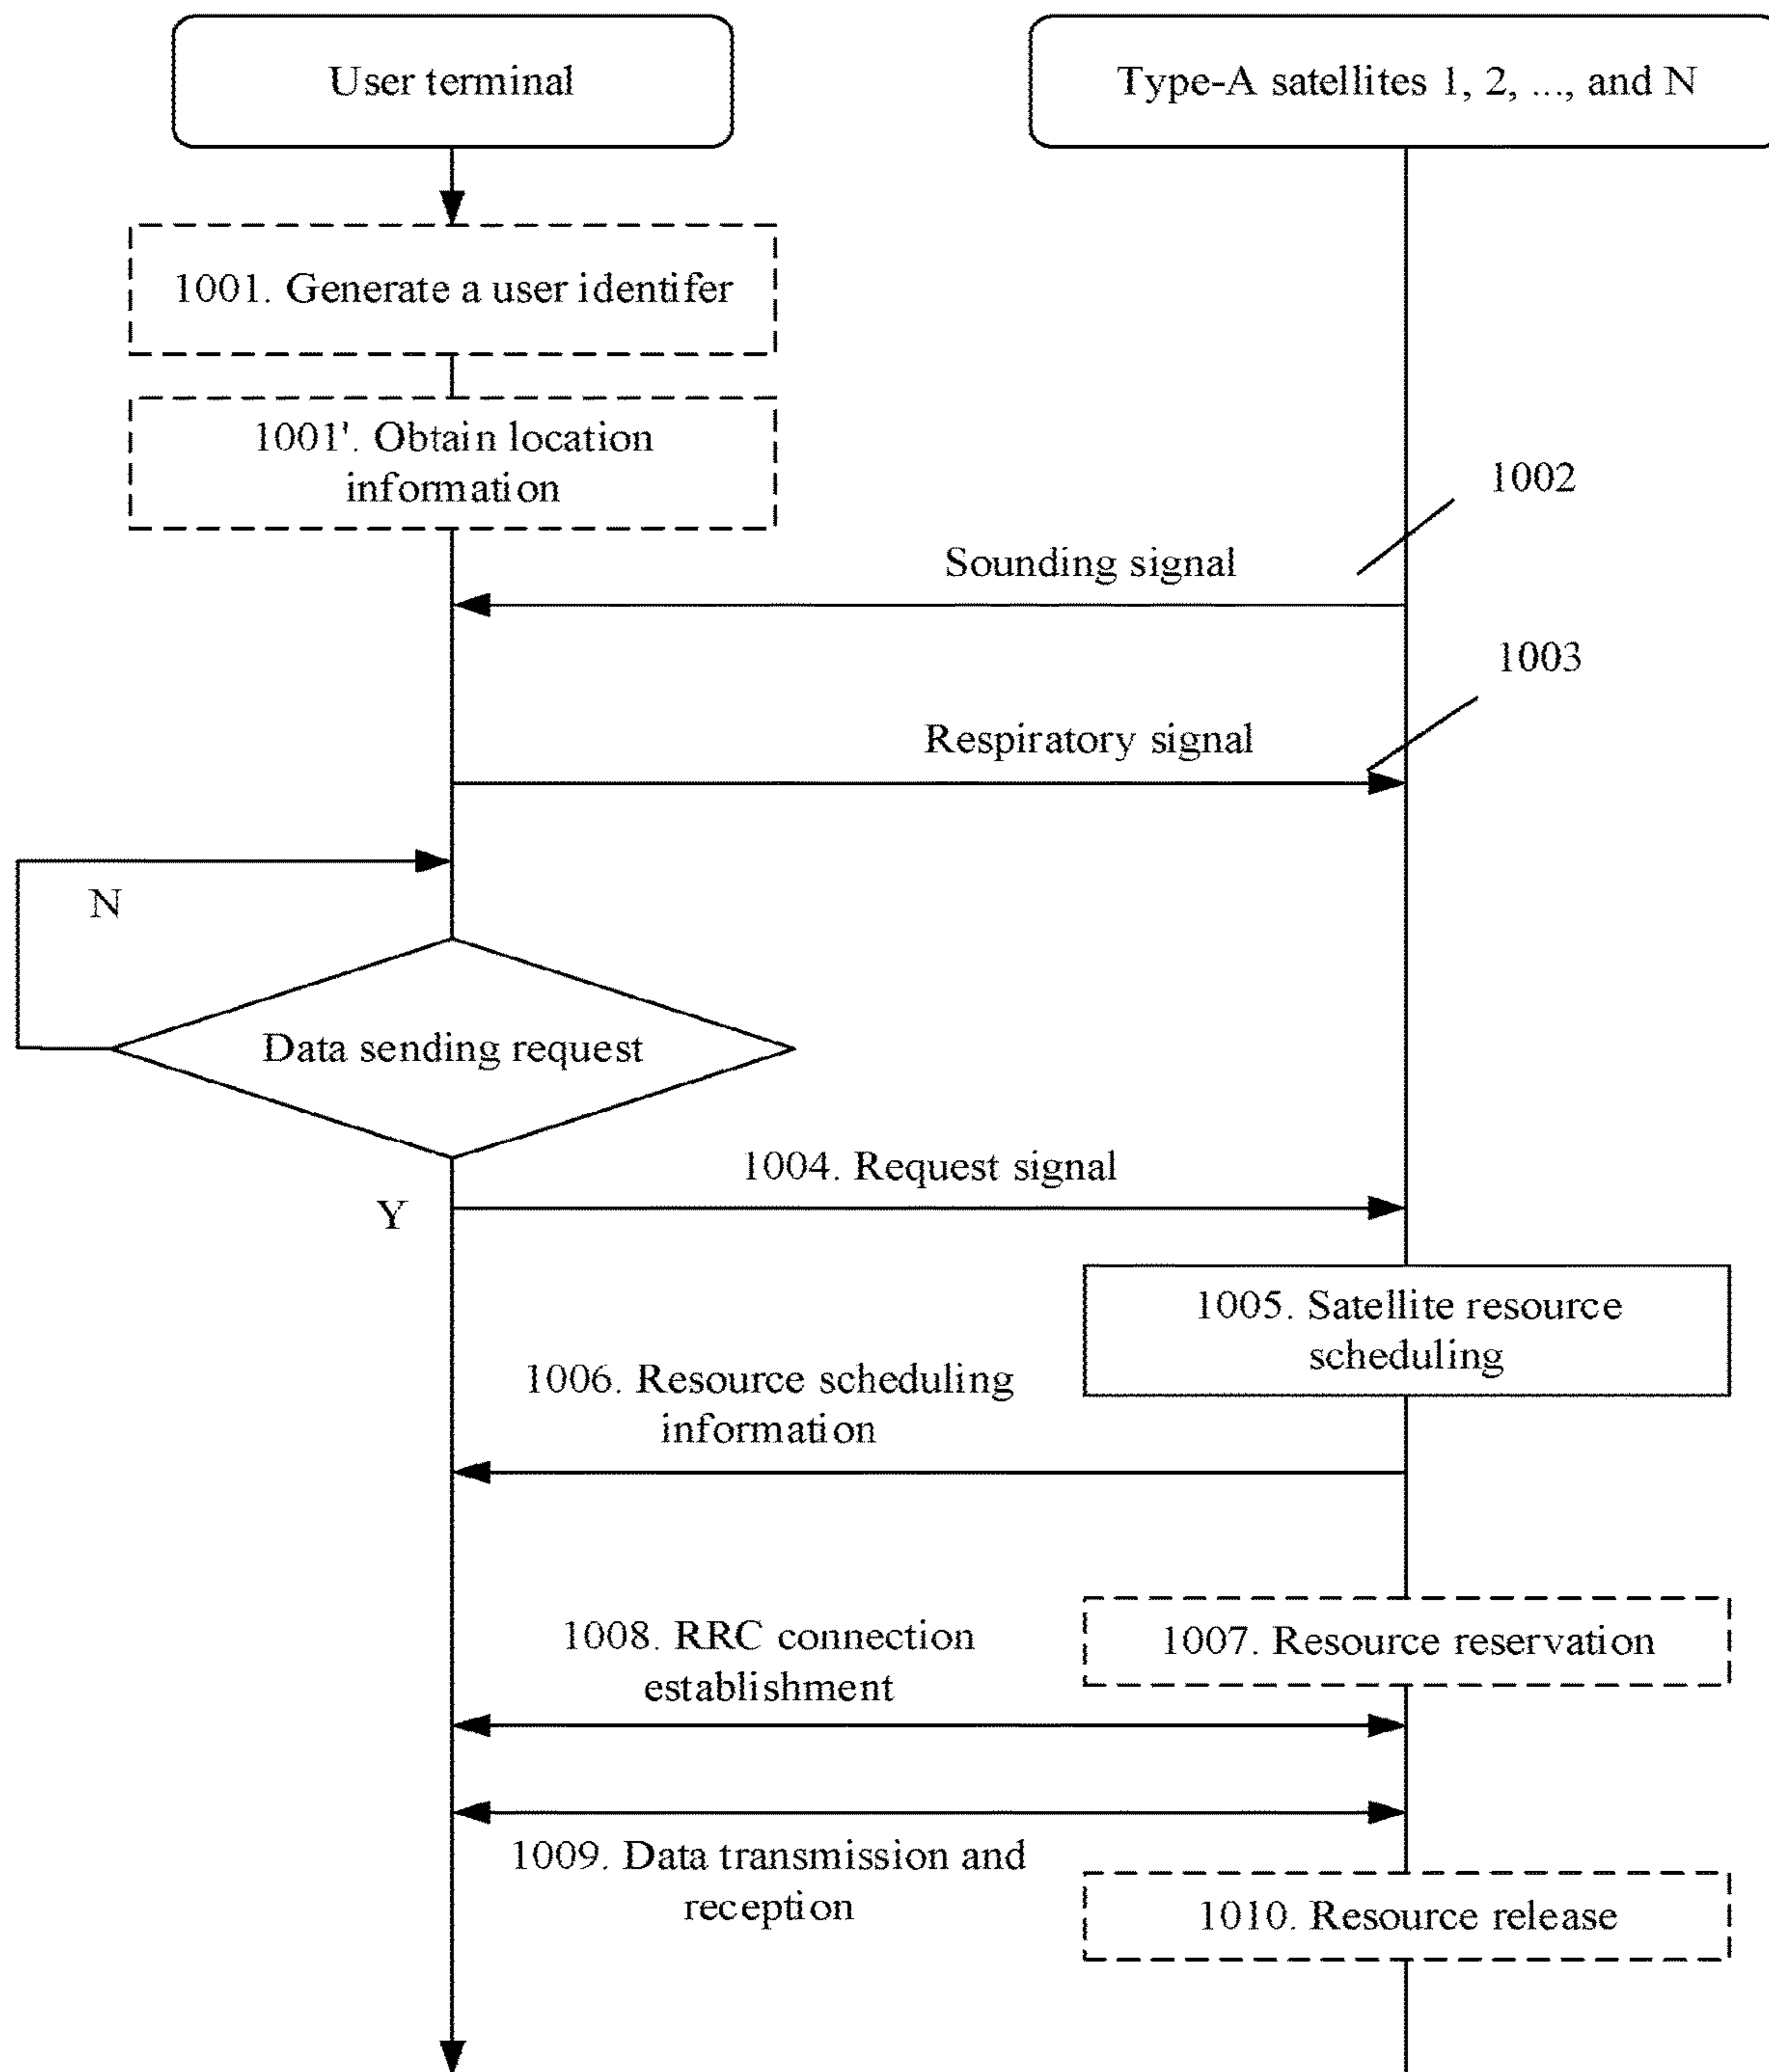 User terminal
Type-A satellites 1, 2, ..., and N
1001. Generate a user identifer
1001'. Obtain location
information
1002
Sounding signal
1003
Respiratory signal
N
Data sending request
1004. Request signal
Y
1005. Satellite resource
scheduling
1006. Resource scheduling
information
1008. RRC connection
establishment
1007. Resource reservation
1009. Data transmission and
reception
1010. Resource release